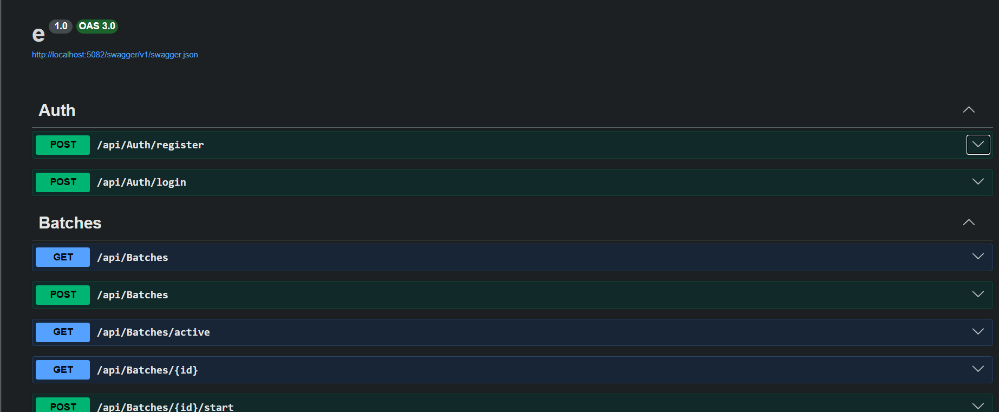 e 1.0 OAS 3.0
http://localhost:5082/swagger/v1/swagger.json
Auth
POST /api/Auth/register
POST /api/Auth/login
Batches
GET /api/Batches
POST /api/Batches
GET /api/Batches/active
GET /api/Batches/{id}
POST /api/Batches/{id}/start